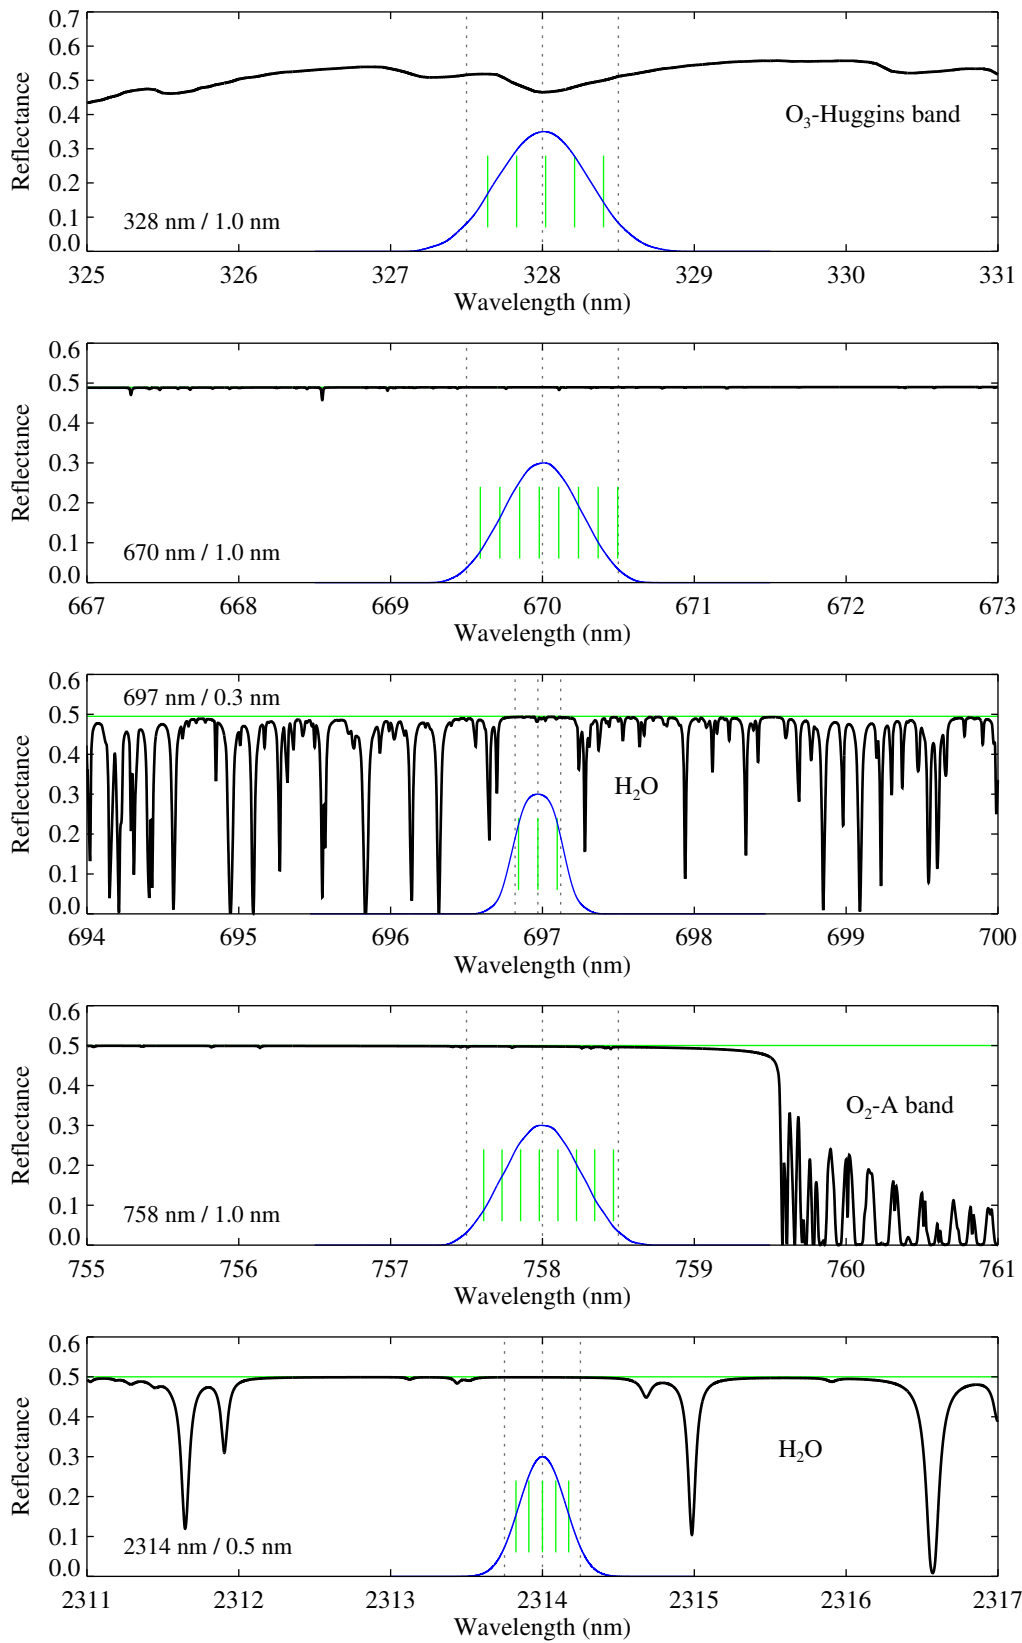 0.7
0.6
0.5
0.4
0.3
0.2
0.1
0.0
Reflectance
O₃-Huggins band
328 nm / 1.0 nm
325 326 327 328 329 330 331
Wavelength (nm)
0.6
0.5
0.4
0.3
0.2
0.1
0.0
Reflectance
670 nm / 1.0 nm
667 668 669 670 671 672 673
Wavelength (nm)
0.6
0.5
0.4
0.3
0.2
0.1
0.0
Reflectance
697 nm / 0.3 nm
H₂O
694 695 696 697 698 699 700
Wavelength (nm)
0.6
0.5
0.4
0.3
0.2
0.1
0.0
Reflectance
O₂-A band
758 nm / 1.0 nm
755 756 757 758 759 760 761
Wavelength (nm)
0.6
0.5
0.4
0.3
0.2
0.1
0.0
Reflectance
H₂O
2314 nm / 0.5 nm
2311 2312 2313 2314 2315 2316 2317
Wavelength (nm)